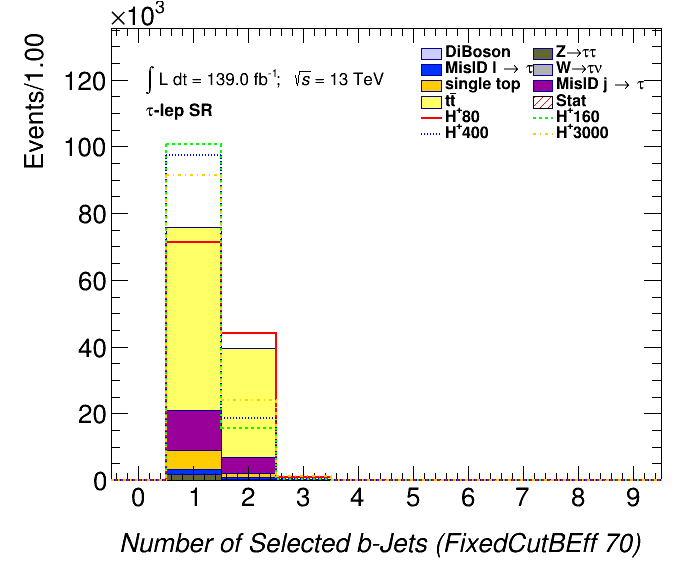 ×10³
Events/1.00
∫ L dt = 139.0 fb⁻¹; √s = 13 TeV
τ-lep SR
DiBoson Z→ττ
MisID l → τ W→τν
single top MisID j → τ
tt̄ Stat
H⁺80 H⁺160
H⁺400 H⁺3000
120
100
80
60
40
20
0
0 1 2 3 4 5 6 7 8 9
Number of Selected b-Jets (FixedCutBEff 70)